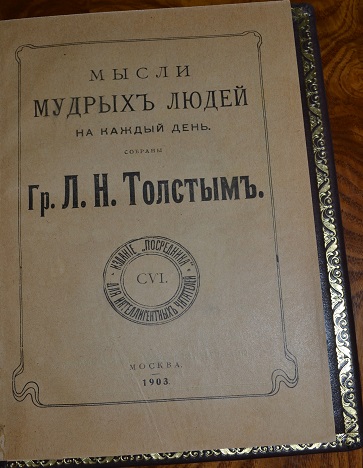 МЫСЛИ
МУДРЫХЪ ЛЮДЕЙ
НА КАЖДЫЙ ДЕНЬ.
СОБРАНЫ
Гр. Л. Н. Толстымъ.
ИЗДАНІЕ „ПОСРЕДНИКА"
ДЛЯ ИНТЕЛЛИГЕНТНЫХЪ ЧИТАТЕЛЕЙ
CVI.
МОСКВА
1903